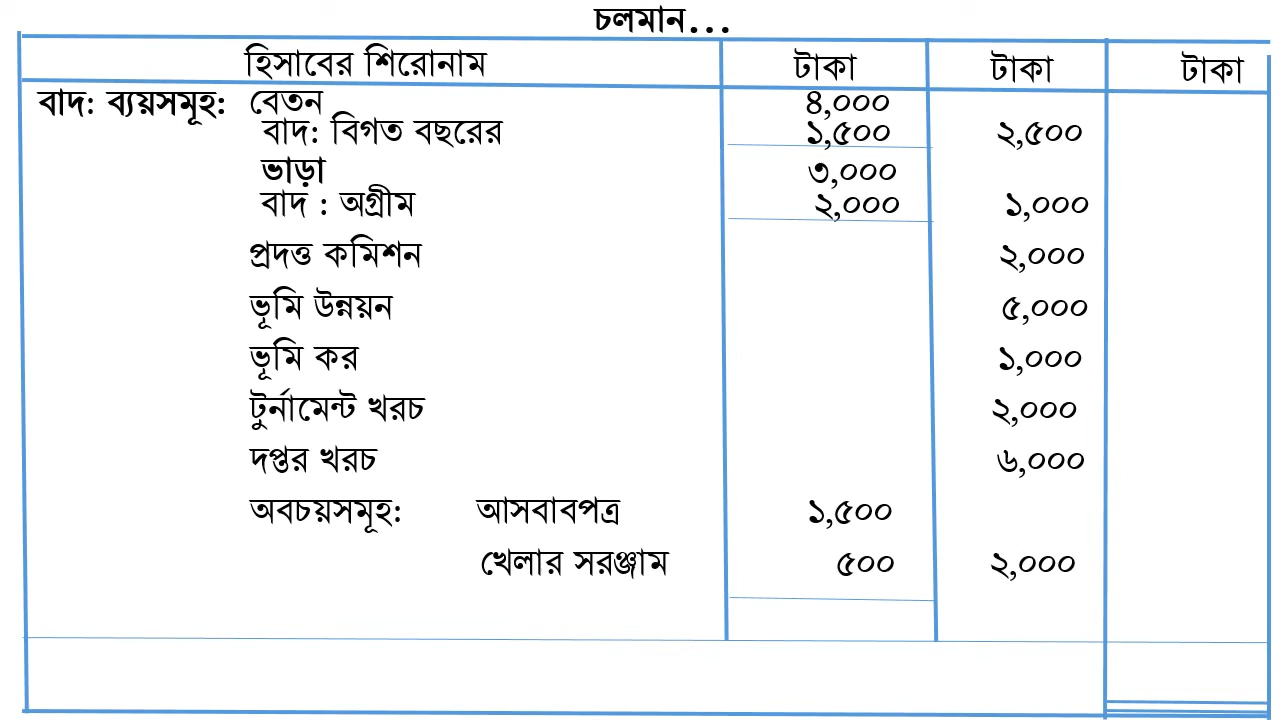 চলমান...
হিসাবের শিরোনাম টাকা টাকা টাকা
বাদ: ব্যয়সমূহ: বেতন ৪,০০০
বাদ: বিগত বছরের ১,৫০০ ২,৫০০
ভাড়া ৩,০০০
বাদ : অগ্রীম ২,০০০ ১,০০০
প্রদত্ত কমিশন ২,০০০
ভূমি উন্নয়ন ৫,০০০
ভূমি কর ১,০০০
টুর্নামেন্ট খরচ ২,০০০
দপ্তর খরচ ৬,০০০
অবচয়সমূহ: আসবাবপত্র ১,৫০০
খেলার সরঞ্জাম ৫০০ ২,০০০